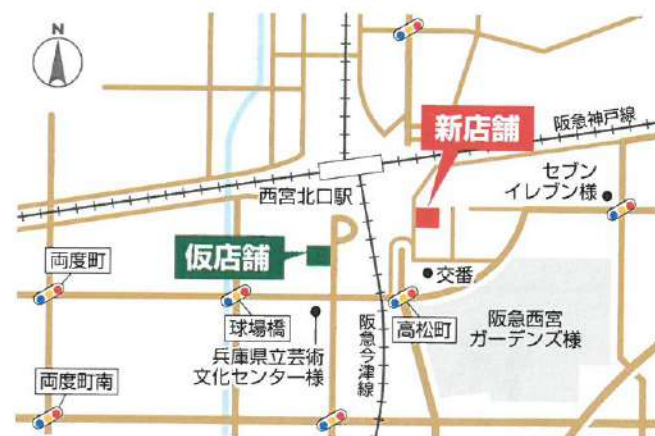 N
新店舗
阪急神戸線
西宮北口駅
セブン
イレブン様
仮店舗
両度町
交番
球場橋
高松町
阪急西宮
ガーデンズ様
兵庫県立芸術
文化センター様
阪急今津線
両度町南